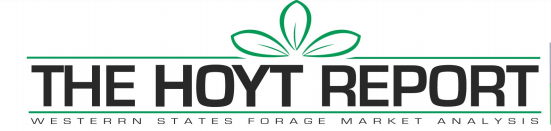 THE HOYT REPORT
WESTERRN STATES FORAGE MARKET ANALYSIS